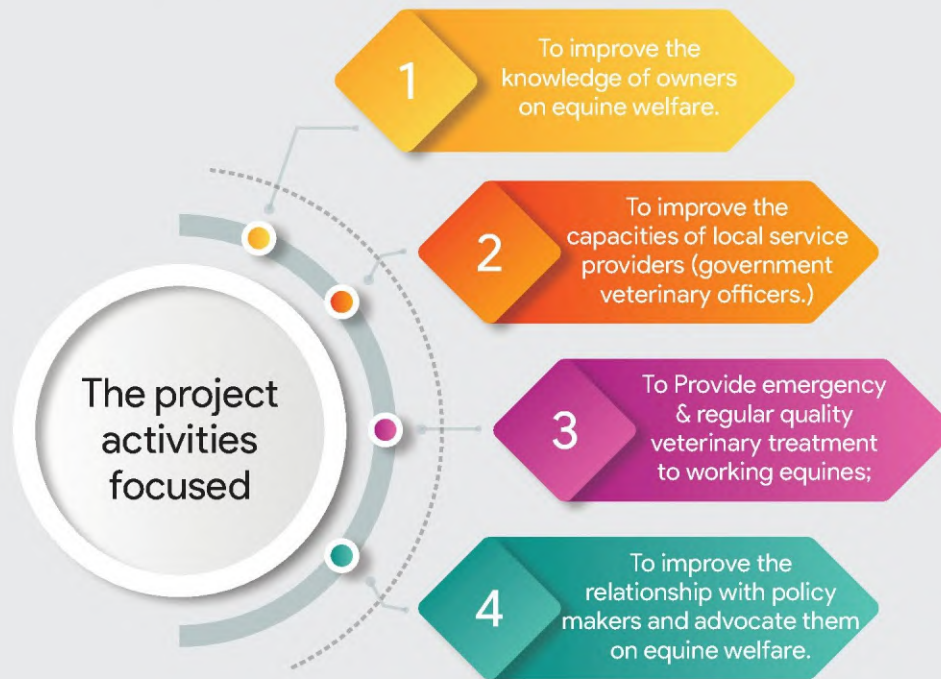 The project
activities
focused
1
To improve the
knowledge of owners
on equine welfare.
2
To improve the
capacities of local service
providers (government
veterinary officers.)
3
To Provide emergency
& regular quality
veterinary treatment
to working equines;
4
To improve the
relationship with policy
makers and advocate them
on equine welfare.